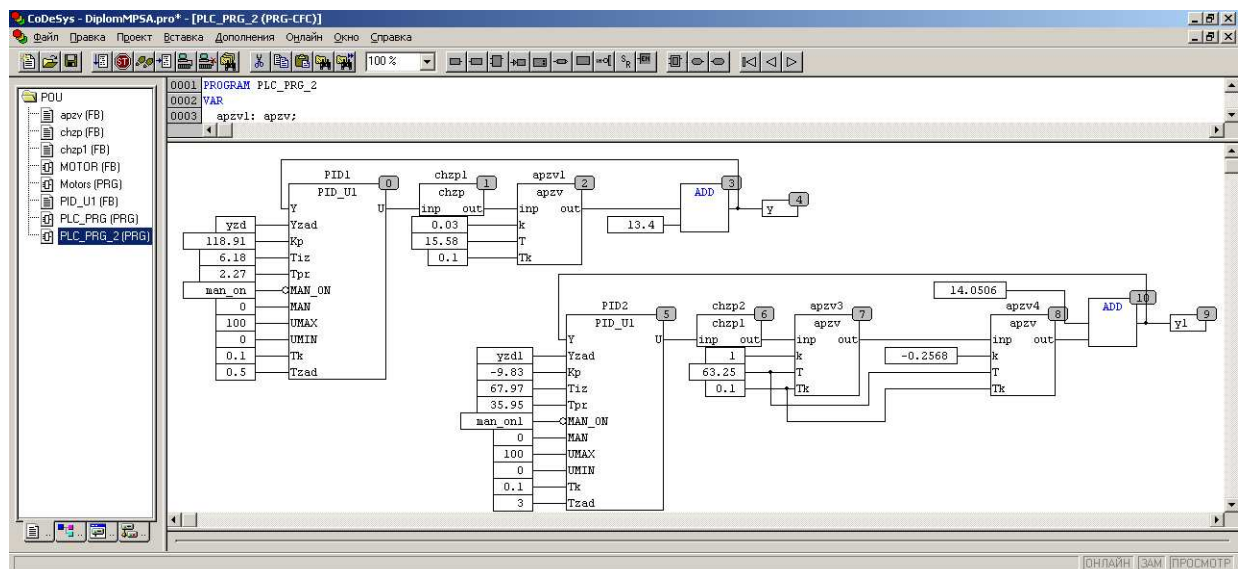 CoDeSys - DiplomMPSA.pro* - [PLC_PRG_2 (PRG-CFC)]
Файл Правка Проект Вставка Дополнения Онлайн Окно Справка
100 %
POU
apzv (FB)
chzp (FB)
chzp1 (FB)
MOTOR (FB)
Motors (PRG)
PID_U1 (FB)
PLC_PRG (PRG)
PLC_PRG_2 (PRG)
0001 PROGRAM PLC_PRG_2
0002 VAR
0003 apzv1: apzv;
PID1
0
PID_U1
Y U
yzd Yzad
118.91 Kp
6.18 Tiz
2.27 Tpr
man_on MAN_ON
0 MAN
100 UMAX
0 UMIN
0.1 Tk
0.5 Tzad
chzp1
1
chzp
inp out
apzv1
2
apzv
inp out
0.03 k
15.58 T
0.1 Tk
3
ADD
13.4
4
y
PID2
5
PID_U1
Y U
yzd1 Yzad
-9.83 Kp
67.97 Tiz
35.95 Tpr
man_on1 MAN_ON
0 MAN
100 UMAX
0 UMIN
0.1 Tk
3 Tzad
chzp2
6
chzp1
inp out
apzv3
7
apzv
inp out
1 k
63.25 T
0.1 Tk
14.0506
apzv4
8
apzv
inp out
-0.2568 k
T
Tk
10
ADD
9
y1
ОНЛАЙН ЗАМ ПРОСМОТР